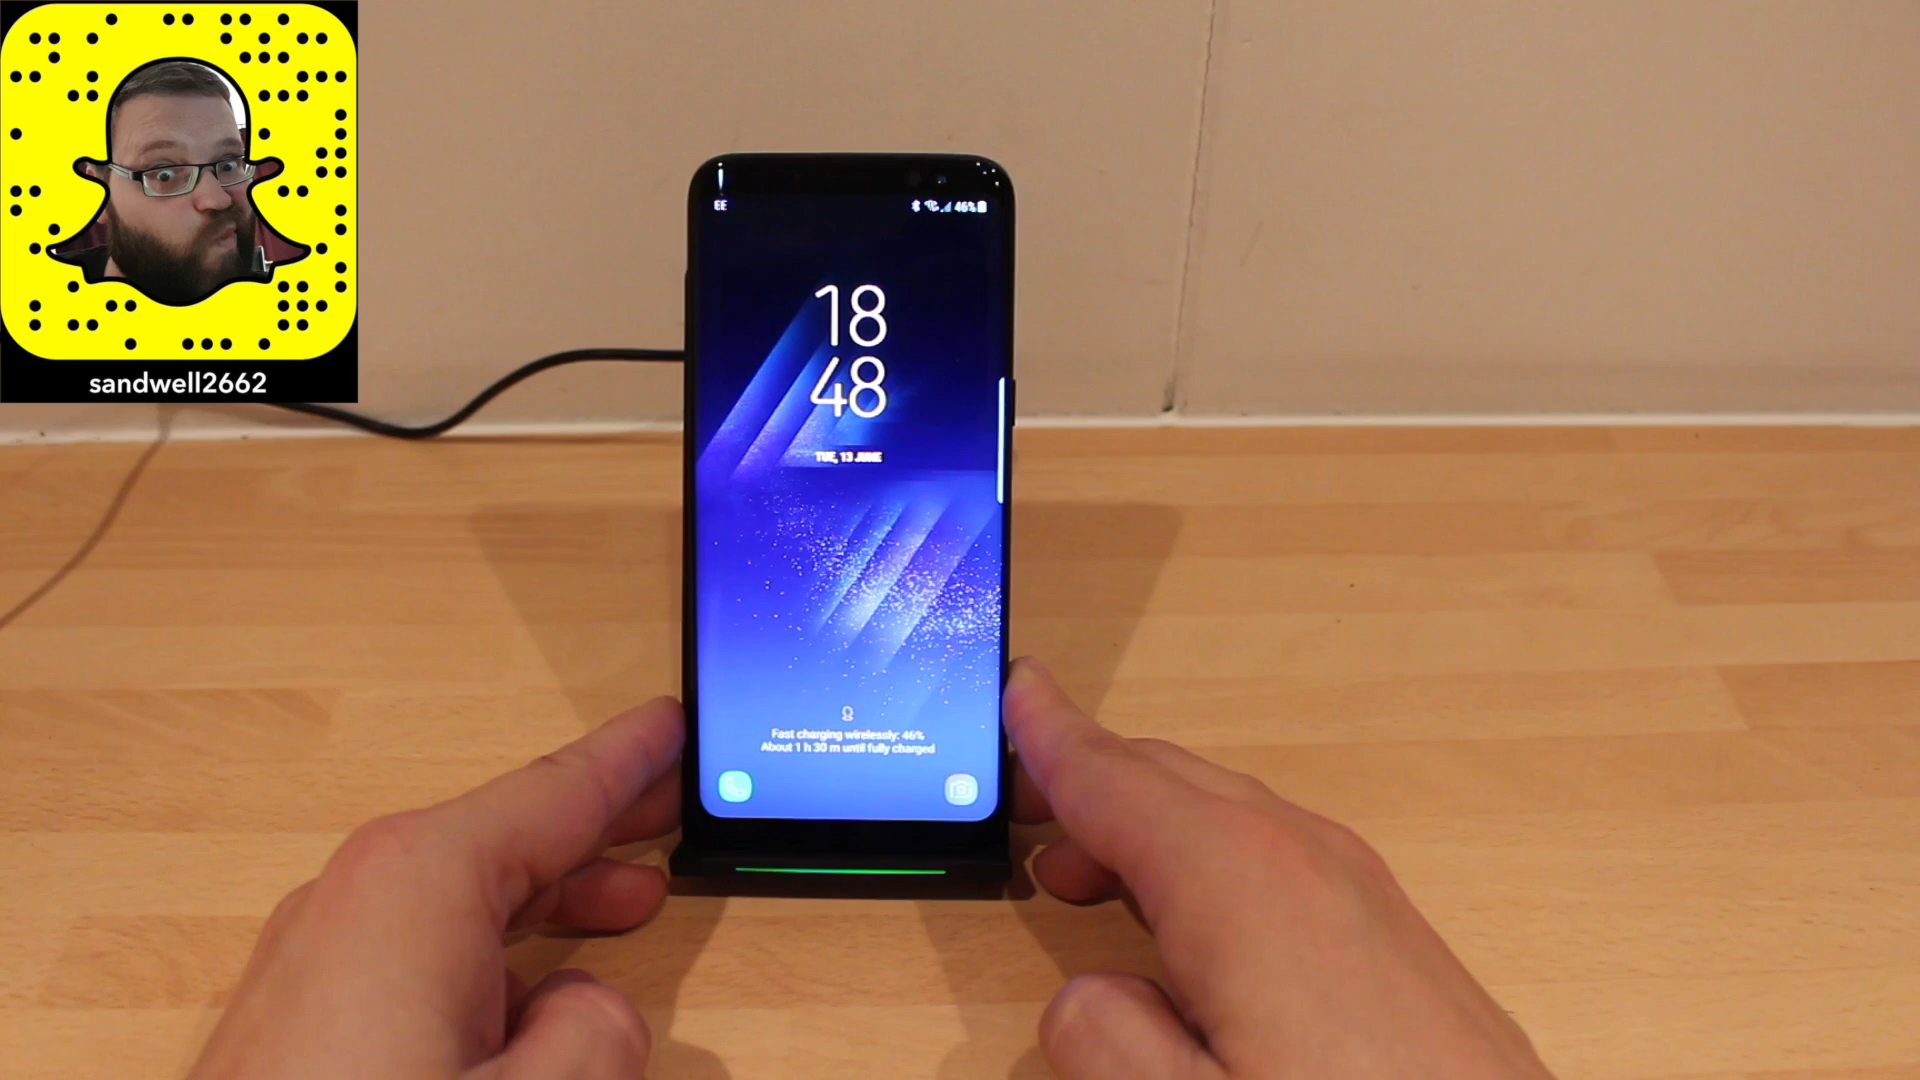 sandwell2662
EE
46%
18
48
TUE, 13 JUNE
Fast charging wirelessly: 46%
About 1 h 30 m until fully charged